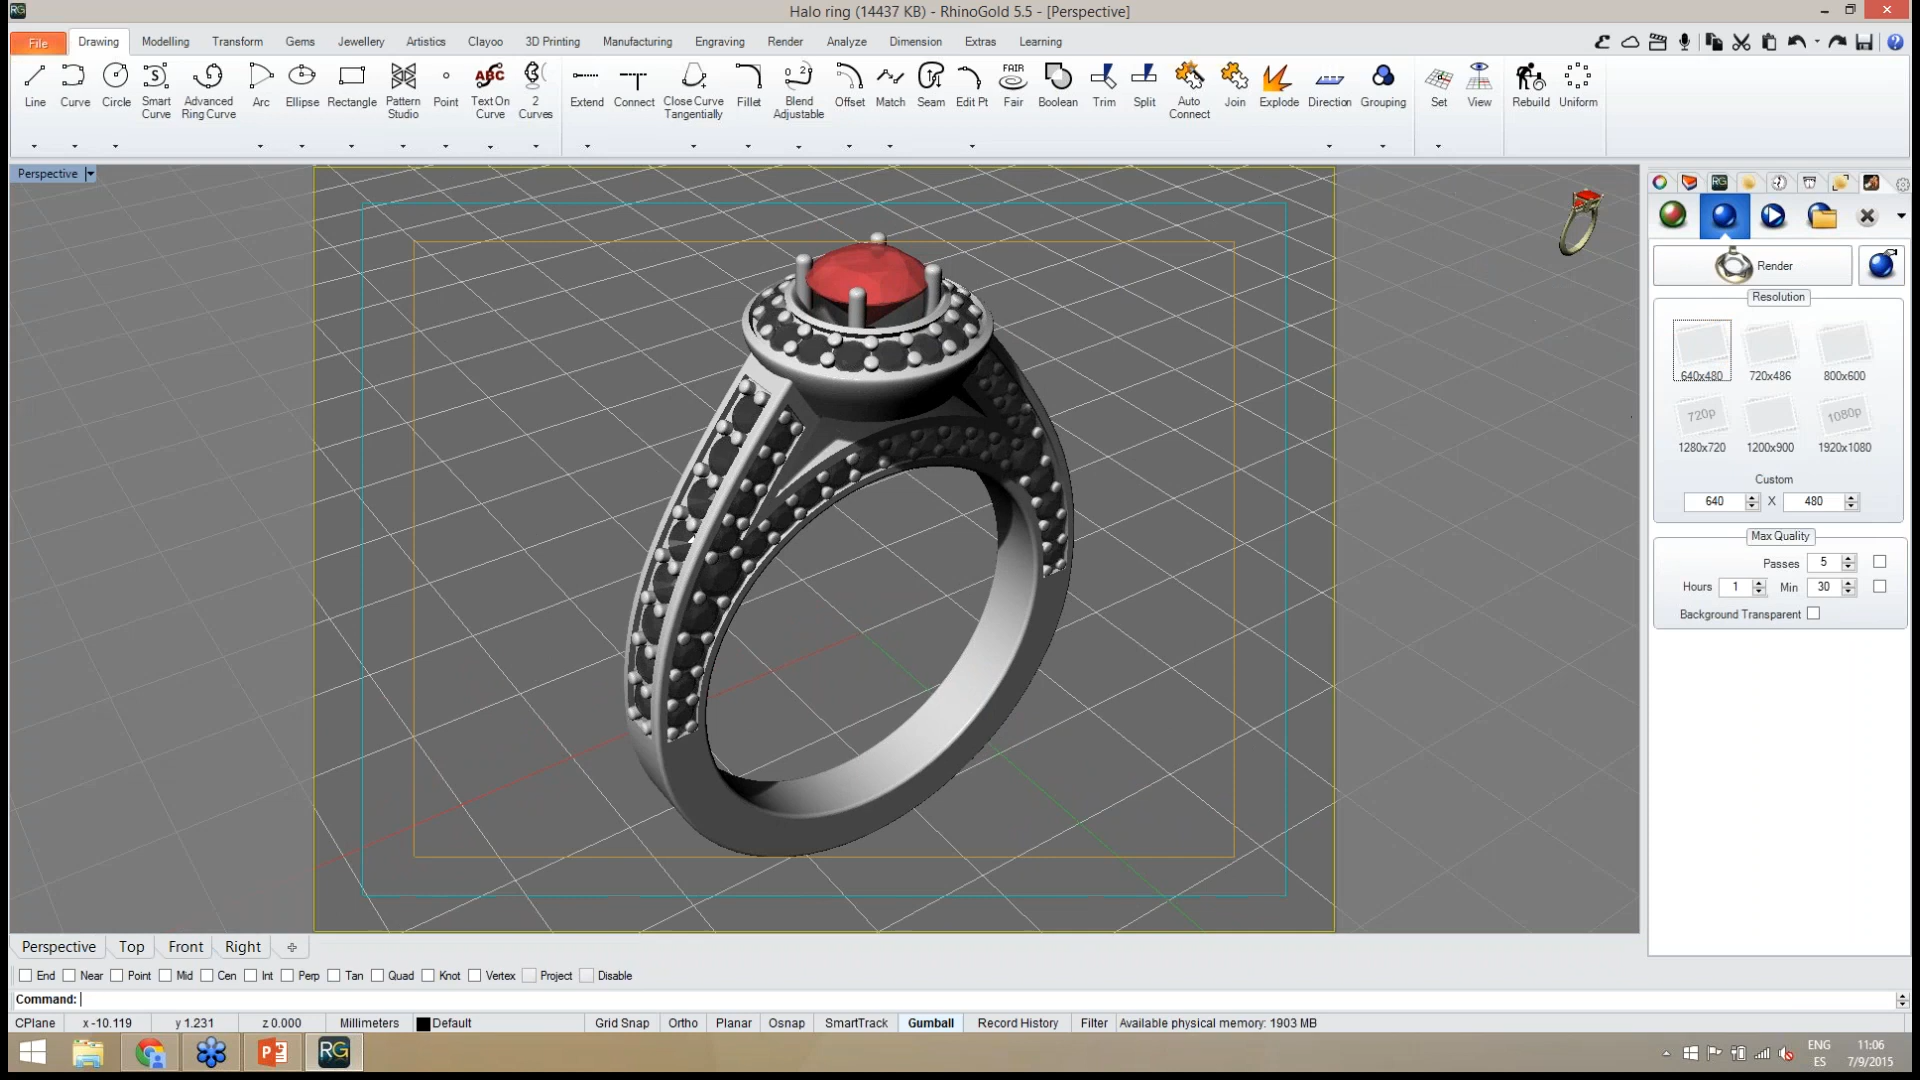 Halo ring (14437 KB) - RhinoGold 5.5 - [Perspective]
File Drawing Modelling Transform Gems Jewellery Artistics Clayoo 3D Printing Manufacturing Engraving Render Analyze Dimension Extras Learning
Line Curve Circle Smart Curve Advanced Ring Curve Arc Ellipse Rectangle Pattern Studio Point Text On Curve 2 Curves Extend Connect Close Curve Tangentially Fillet Blend Adjustable Offset Match Seam Edit Pt Fair Boolean Trim Split Auto Connect Join Explode Direction Grouping Set View Rebuild Uniform
ABC
FAIR
Perspective
RG
Render
Resolution
640x480 720x486 800x600
720p 1080p
1280x720 1200x900 1920x1080
Custom
640 X 480
Max Quality
Passes 5
Hours 1 Min 30
Background Transparent
Perspective Top Front Right
End Near Point Mid Cen Int Perp Tan Quad Knot Vertex Project Disable
Command:
CPlane x -10.119 y 1.231 z 0.000 Millimeters Default Grid Snap Ortho Planar Osnap SmartTrack Gumball Record History Filter Available physical memory: 1903 MB
RG
ENG 11:06
ES 7/9/2015